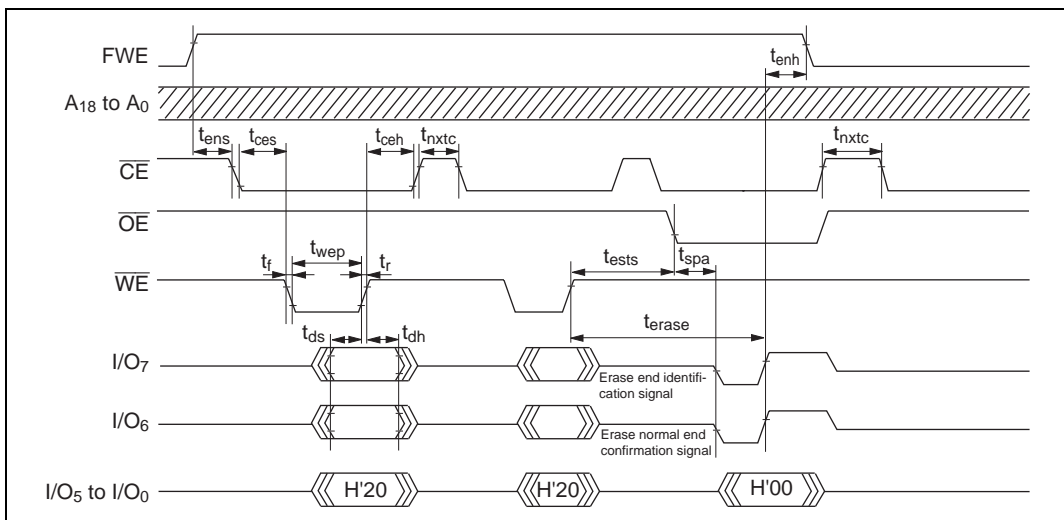 FWE
tenh
A18 to A0
tens
tces
tceh
tnxtc
tnxtc
CE
OE
twep
tests
tspa
tf
tr
WE
terase
tds
tdh
I/O7
Erase end identifi-
cation signal
I/O6
Erase normal end
confirmation signal
I/O5 to I/O0
H'20
H'20
H'00